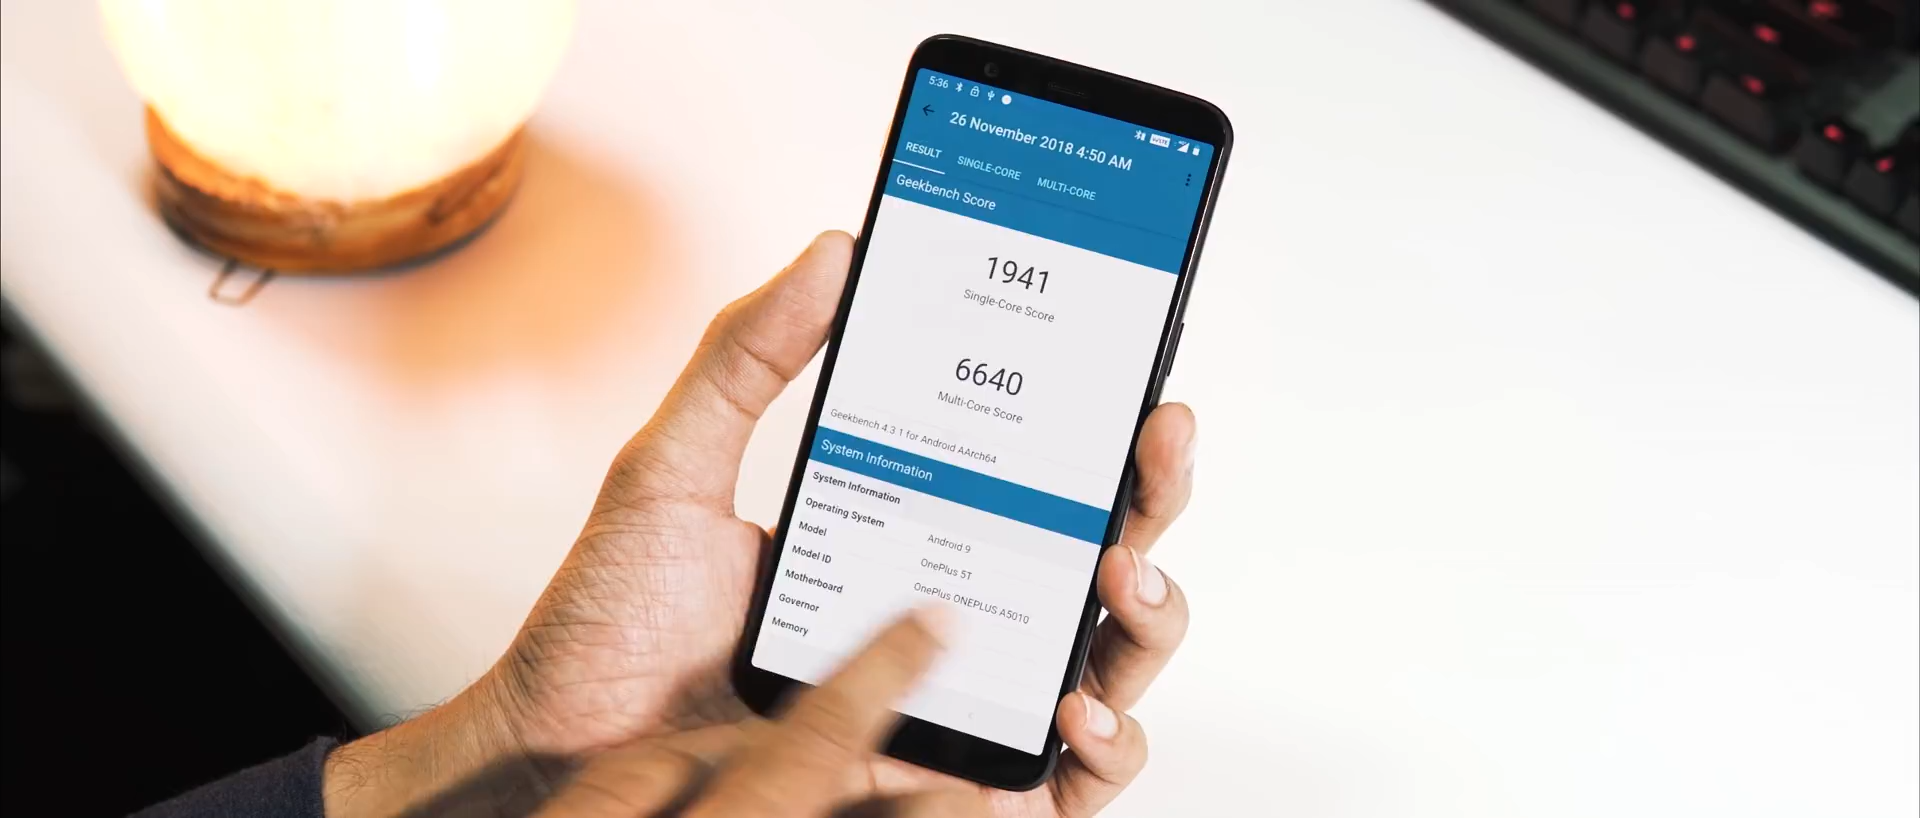 5:36
26 November 2018 4:50 AM
RESULT SINGLE-CORE MULTI-CORE
Geekbench Score
1941
Single-Core Score
6640
Multi-Core Score
Geekbench 4.3.1 for Android AArch64
System Information
System Information
Operating System Android 9
Model OnePlus 5T
Model ID OnePlus ONEPLUS A5010
Motherboard
Governor
Memory